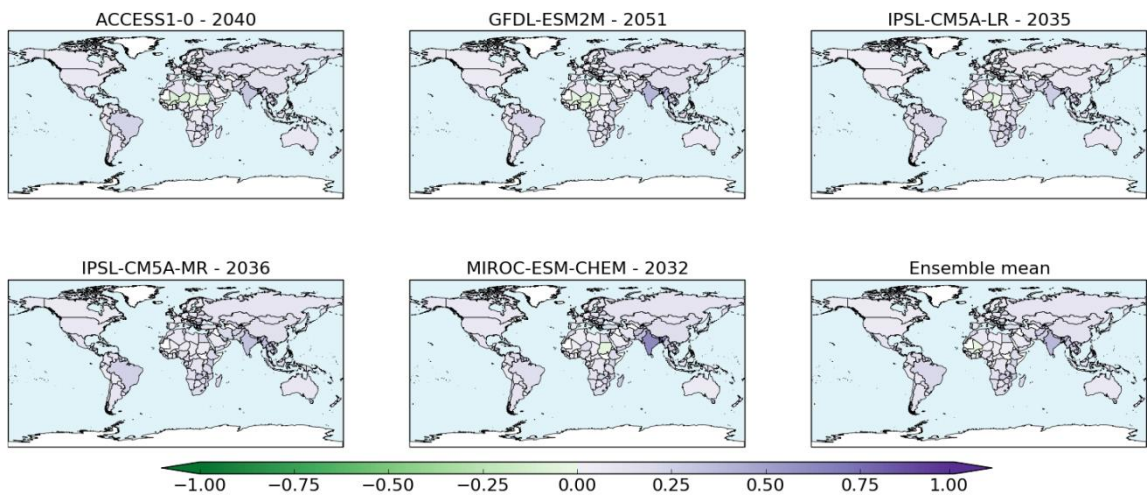 ACCESS1-0 - 2040
GFDL-ESM2M - 2051
IPSL-CM5A-LR - 2035
IPSL-CM5A-MR - 2036
MIROC-ESM-CHEM - 2032
Ensemble mean
−1.00 −0.75 −0.50 −0.25 0.00 0.25 0.50 0.75 1.00